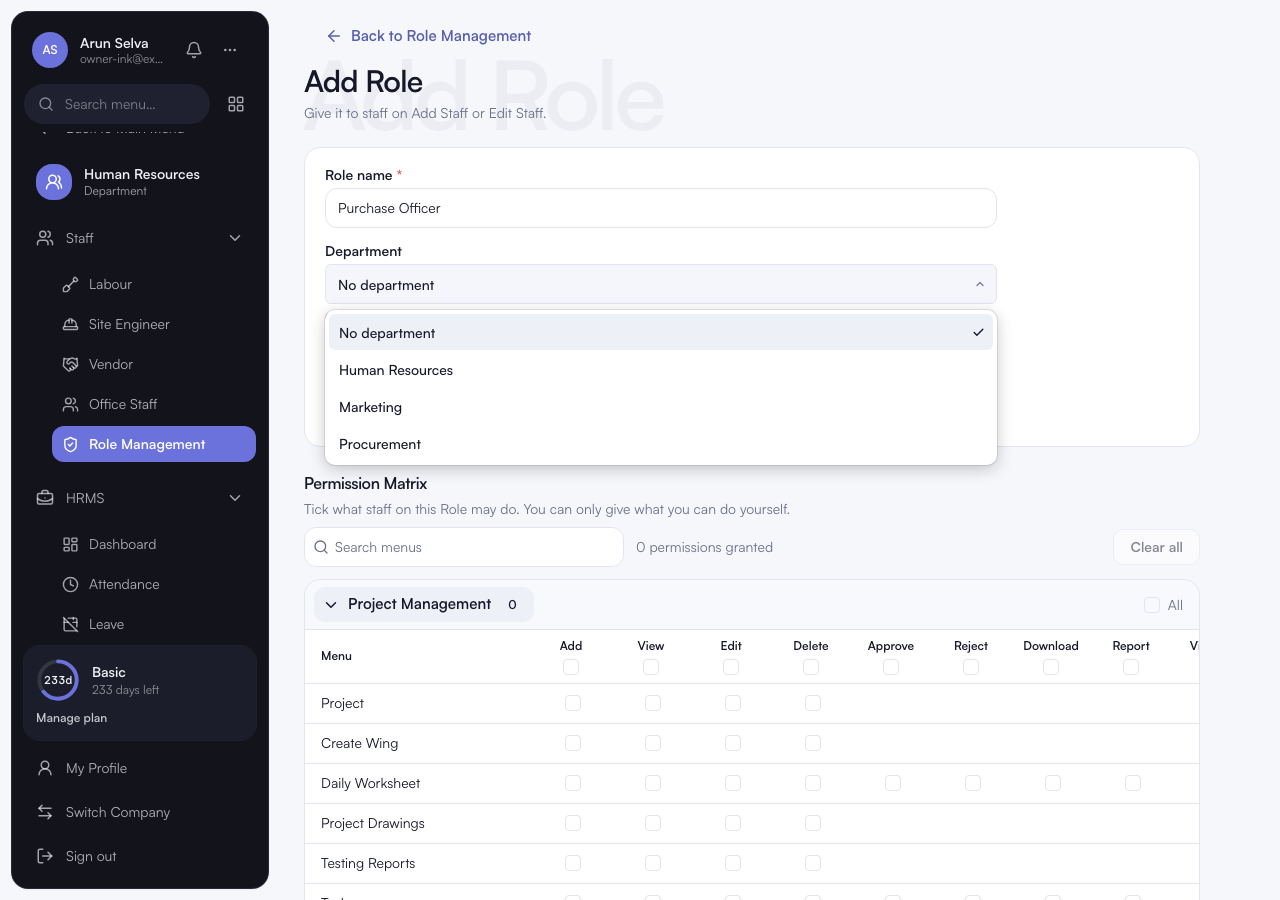 AS
Arun Selva
owner-ink@ex...
Search menu...
Back to Main Menu
Human Resources
Department
Staff
Labour
Site Engineer
Vendor
Office Staff
Role Management
HRMS
Dashboard
Attendance
Leave
233d
Basic
233 days left
Manage plan
My Profile
Switch Company
Sign out
Back to Role Management
Add Role
Add Role
Give it to staff on Add Staff or Edit Staff.
Role name *
Purchase Officer
Department
No department
No department
Human Resources
Marketing
Procurement
Permission Matrix
Tick what staff on this Role may do. You can only give what you can do yourself.
Search menus
0 permissions granted
Clear all
Project Management 0
All
Menu Add View Edit Delete Approve Reject Download Report
Project
Create Wing
Daily Worksheet
Project Drawings
Testing Reports